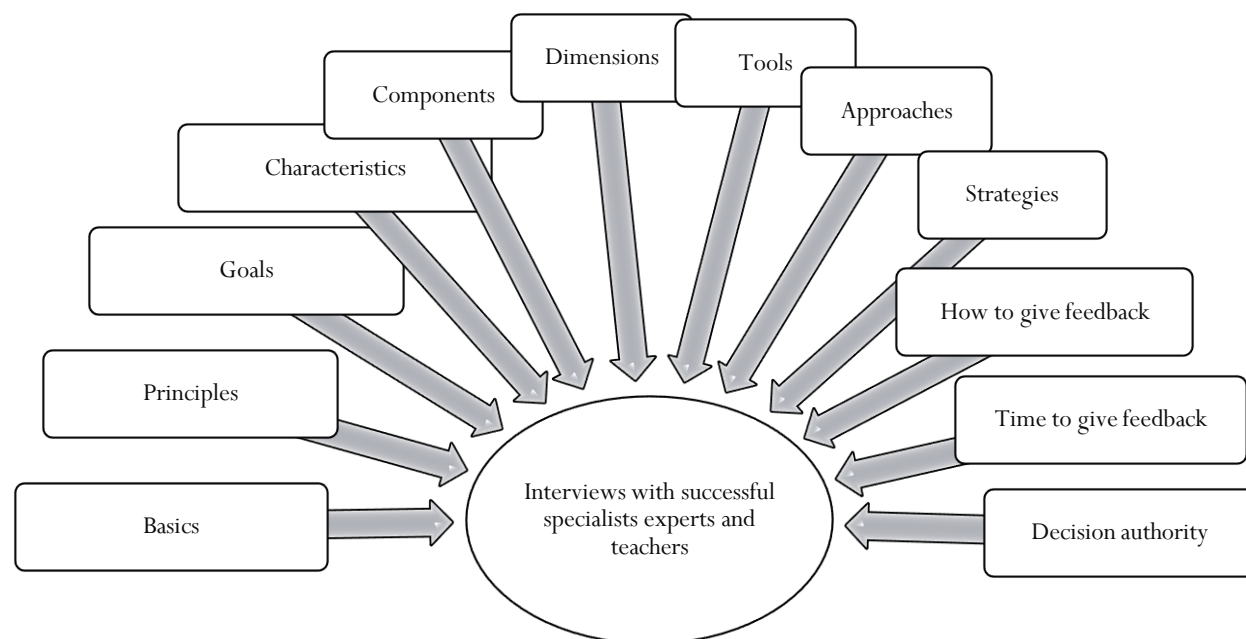 Dimensions
Tools
Components
Approaches
Characteristics
Strategies
Goals
How to give feedback
Principles
Time to give feedback
Interviews with successful
specialists experts and
teachers
Basics
Decision authority